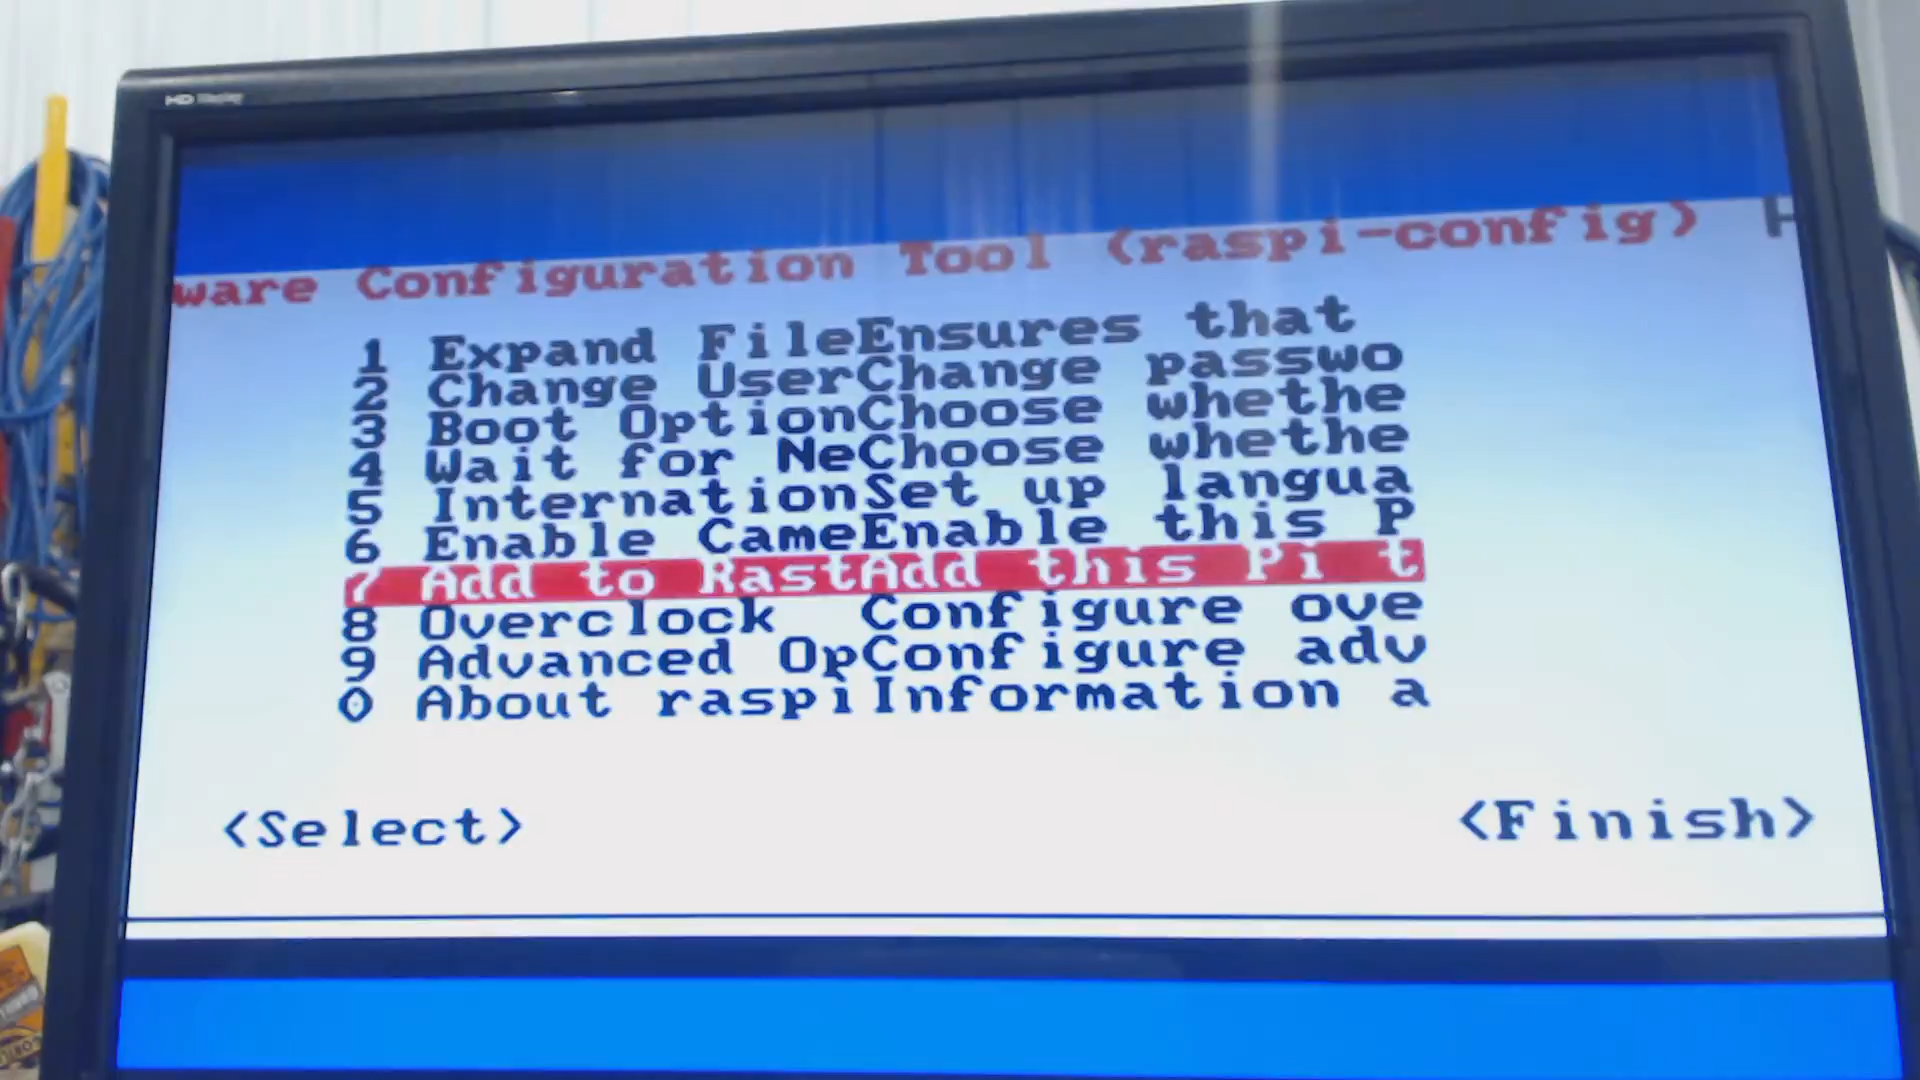 HD
ware Configuration Tool (raspi-config)
1 Expand FileEnsures that
2 Change UserChange passwo
3 Boot OptionChoose whethe
4 Wait for NeChoose whethe
5 InternationSet up langua
6 Enable CameEnable this P
7 Add to RastAdd this Pi t
8 Overclock Configure ove
9 Advanced OpConfigure adv
0 About raspiInformation a
<Select> <Finish>